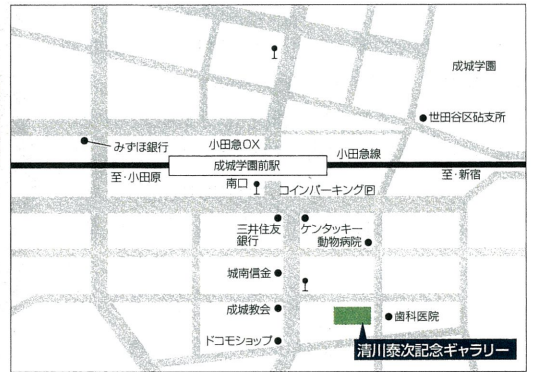 成城学園
世田谷区砧支所
みずほ銀行
小田急OX
成城学園前駅
小田急線
至・小田原
至・新宿
南口
コインパーキングP
三井住友
銀行
ケンタッキー
動物病院
城南信金
成城教会
歯科医院
ドコモショップ
清川泰次記念ギャラリー